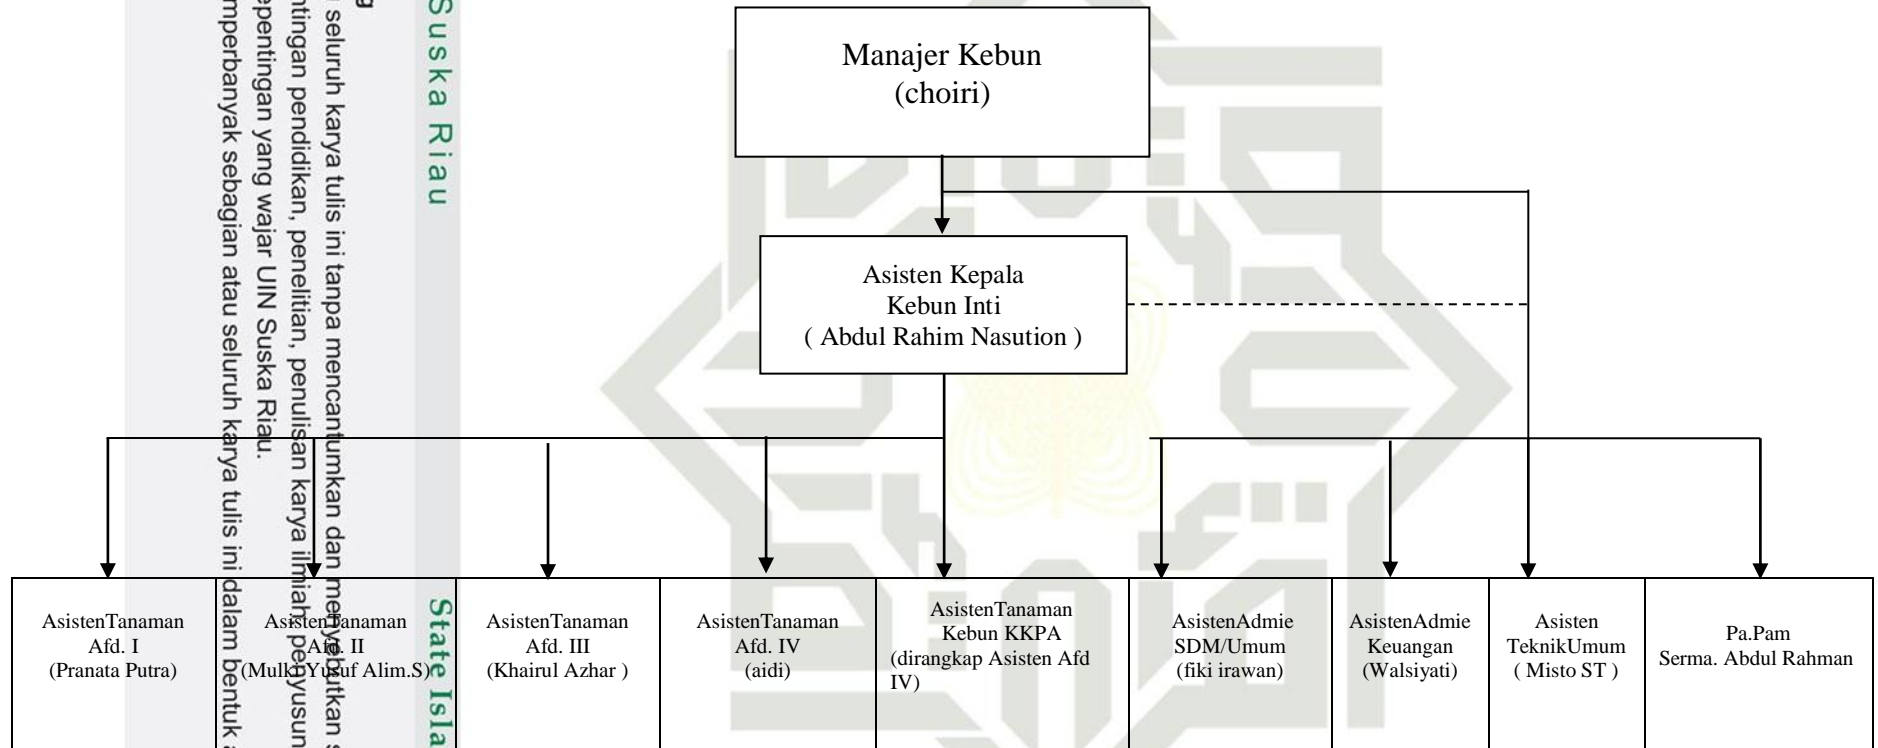 Manajer Kebun
(choiri)
Asisten Kepala
Kebun Inti
( Abdul Rahim Nasution )
AsistenTanaman
Afd. I
(Pranata Putra)
AsistenTanaman
Afd. II
(Mulki Yusuf Alim.S)
AsistenTanaman
Afd. III
(Khairul Azhar )
AsistenTanaman
Afd. IV
(aidi)
AsistenTanaman
Kebun KKPA
(dirangkap Asisten Afd
IV)
AsistenAdmie
SDM/Umum
(fiki irawan)
AsistenAdmie
Keuangan
(Walsiyati)
Asisten
TeknikUmum
( Misto ST )
Pa.Pam
Serma. Abdul Rahman
Suska Riau
State Isla
seluruh karya tulis ini tanpa mencantumkan dan menyebutkan s
ntingan pendidikan, penelitian, penulisan karya ilmiah, penyusun
epentingan yang wajar UIN Suska Riau.
mperbanyak sebagian atau seluruh karya tulis ini dalam bentuk a